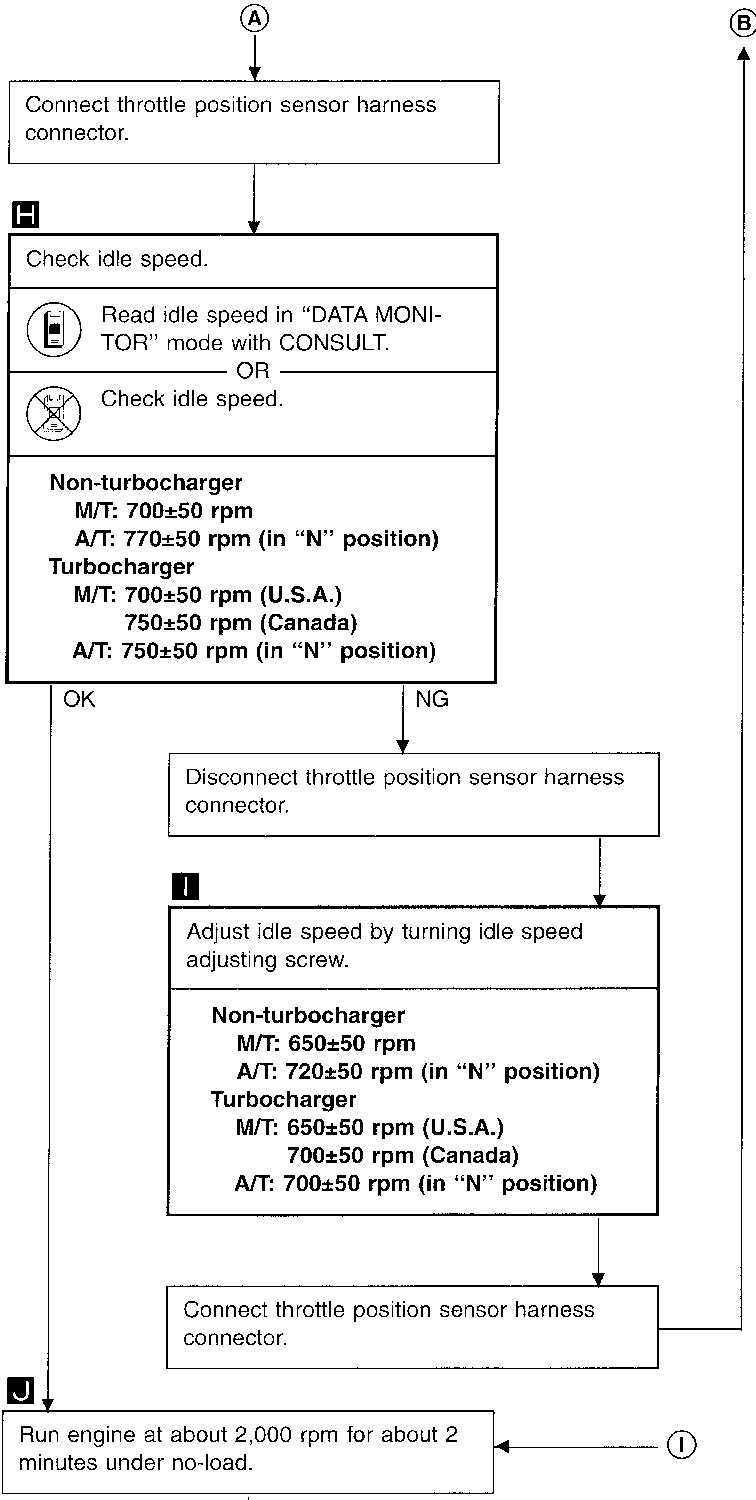 A
B
Connect throttle position sensor harness
connector.
H
Check idle speed.
Read idle speed in “DATA MONI-
TOR” mode with CONSULT.
OR
Check idle speed.
Non-turbocharger
M/T: 700±50 rpm
A/T: 770±50 rpm (in “N” position)
Turbocharger
M/T: 700±50 rpm (U.S.A.)
750±50 rpm (Canada)
A/T: 750±50 rpm (in “N” position)
OK
NG
Disconnect throttle position sensor harness
connector.
I
Adjust idle speed by turning idle speed
adjusting screw.
Non-turbocharger
M/T: 650±50 rpm
A/T: 720±50 rpm (in “N” position)
Turbocharger
M/T: 650±50 rpm (U.S.A.)
700±50 rpm (Canada)
A/T: 700±50 rpm (in “N” position)
Connect throttle position sensor harness
connector.
J
Run engine at about 2,000 rpm for about 2
minutes under no-load.
I